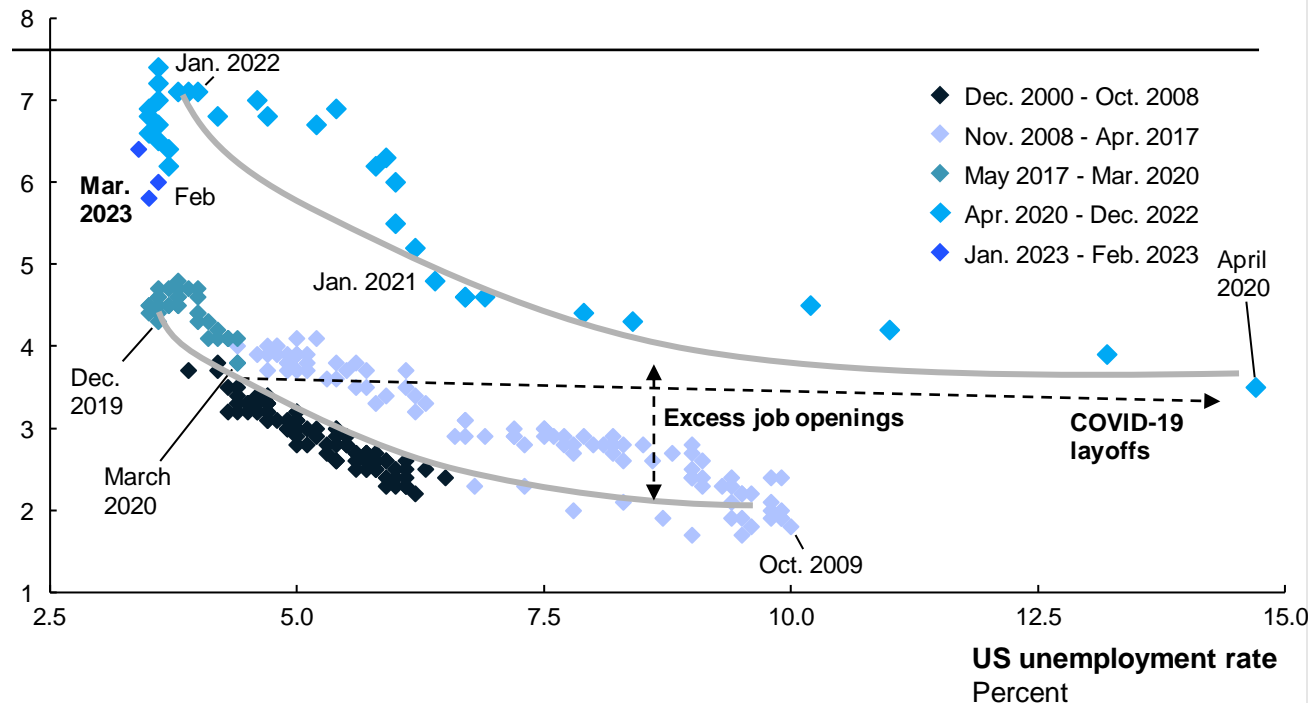 8
7
6
5
4
3
2
1
2.5
5.0
7.5
10.0
12.5
15.0
Jan. 2022
Mar.
2023
Feb
Jan. 2021
Dec.
2019
March
2020
Excess job openings
COVID-19
layoffs
April
2020
Oct. 2009
Dec. 2000 - Oct. 2008
Nov. 2008 - Apr. 2017
May 2017 - Mar. 2020
Apr. 2020 - Dec. 2022
Jan. 2023 - Feb. 2023
US unemployment rate
Percent